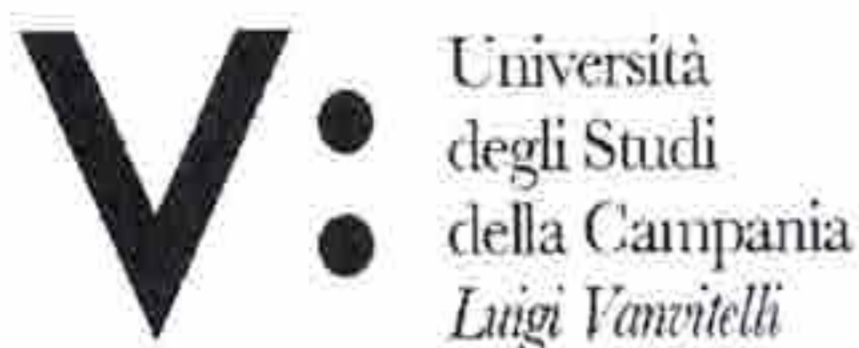 V:
Università
degli Studi
della Campania
Luigi Vanvitelli